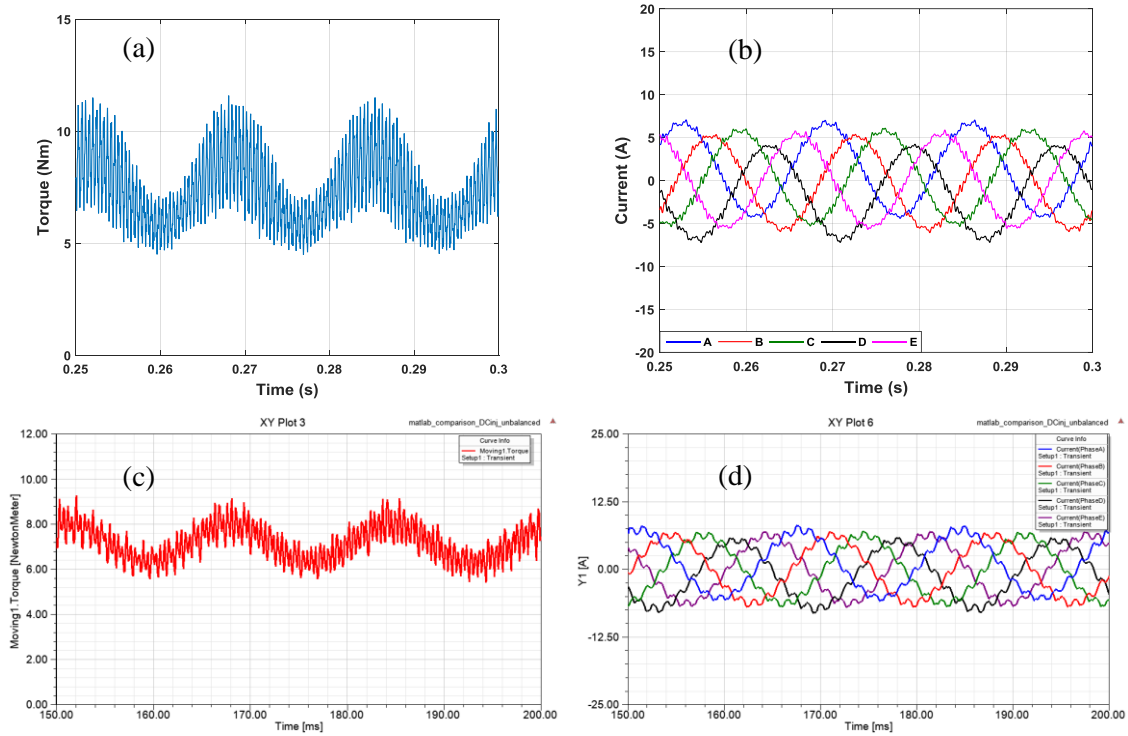 (a)
15
10
5
0
Torque (Nm)
0.25 0.26 0.27 0.28 0.29 0.3
Time (s)
(b)
20
15
10
5
0
-5
-10
-15
-20
Current (A)
A B C D E
0.25 0.26 0.27 0.28 0.29 0.3
Time (s)
XY Plot 3
matlab_comparison_DCinj_unbalanced
Curve Info
Moving1.Torque
Setup1 : Transient
(c)
12.00
10.00
8.00
6.00
4.00
2.00
0.00
Moving1.Torque [NewtonMeter]
150.00 160.00 170.00 180.00 190.00 200.00
Time [ms]
XY Plot 6
matlab_comparison_DCinj_unbalanced
Curve Info
Current(PhaseA)
Setup1 : Transient
Current(PhaseB)
Setup1 : Transient
Current(PhaseC)
Setup1 : Transient
Current(PhaseD)
Setup1 : Transient
Current(PhaseE)
Setup1 : Transient
(d)
25.00
12.50
0.00
-12.50
-25.00
Y1 [A]
150.00 160.00 170.00 180.00 190.00 200.00
Time [ms]